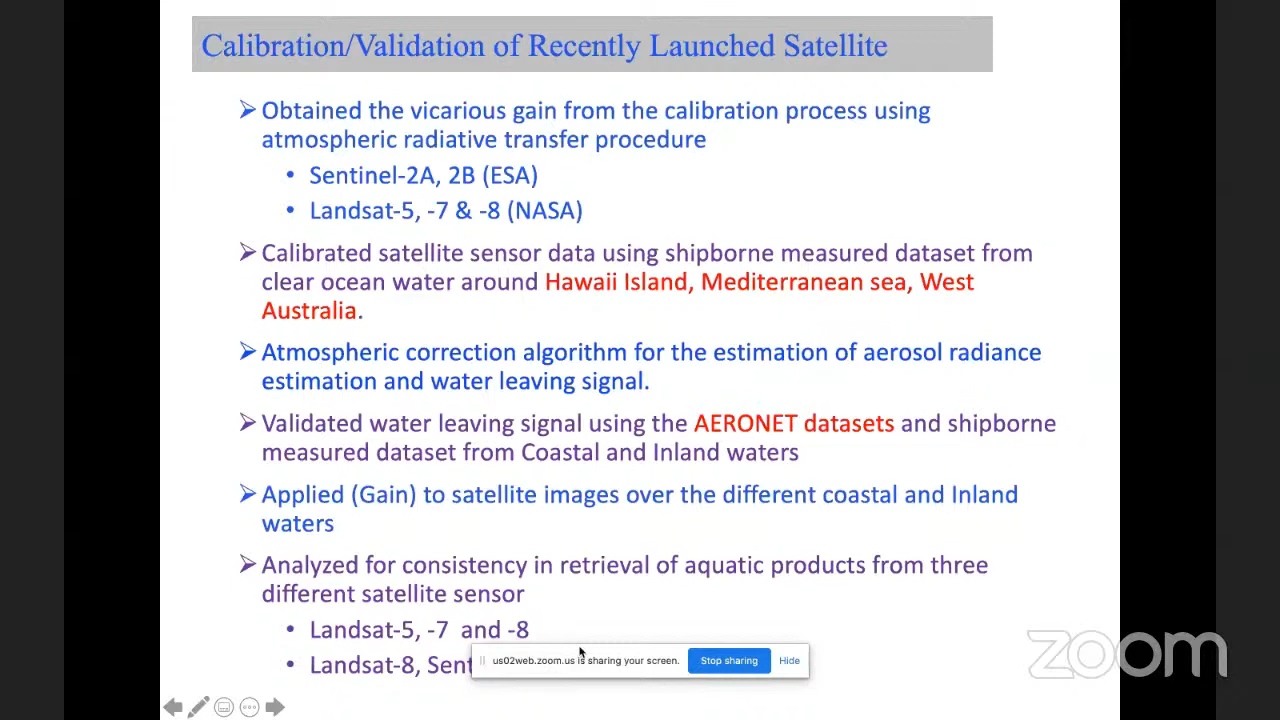 Calibration/Validation of Recently Launched Satellite
Obtained the vicarious gain from the calibration process using
atmospheric radiative transfer procedure
• Sentinel-2A, 2B (ESA)
• Landsat-5, -7 & -8 (NASA)
Calibrated satellite sensor data using shipborne measured dataset from
clear ocean water around Hawaii Island, Mediterranean sea, West
Australia.
Atmospheric correction algorithm for the estimation of aerosol radiance
estimation and water leaving signal.
Validated water leaving signal using the AERONET datasets and shipborne
measured dataset from Coastal and Inland waters
Applied (Gain) to satellite images over the different coastal and Inland
waters
Analyzed for consistency in retrieval of aquatic products from three
different satellite sensor
• Landsat-5, -7 and -8
• Landsat-8,
us02web.zoom.us is sharing your screen. Stop sharing Hide
zoom